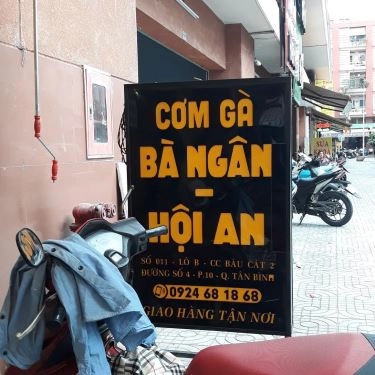 CƠM GÀ
BÀ NGÂN
-
HỘI AN
SỐ 011 - LÔ B - CC BÀU CÁT 2
ĐƯỜNG SỐ 4 - P.10 - Q. TÂN BÌNH
0924 68 18 68
GIAO HÀNG TẬN NƠI
SỮA